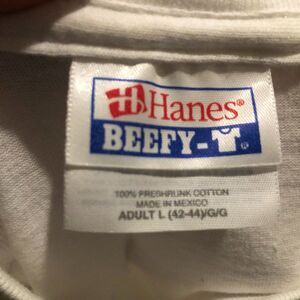 Hanes®
BEEFY-T®
100% PRESHRUNK COTTON
MADE IN MEXICO
ADULT L (42-44)/G/G